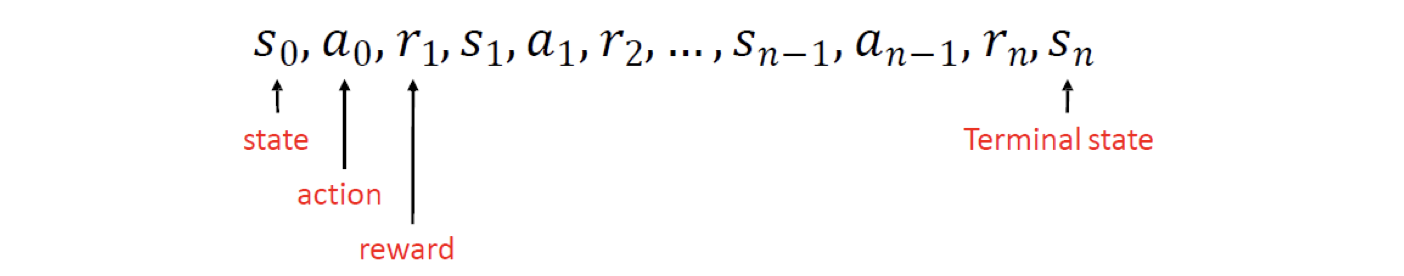 s₀, a₀, r₁, s₁, a₁, r₂, … , sₙ₋₁, aₙ₋₁, rₙ, sₙ
state
Terminal state
action
reward